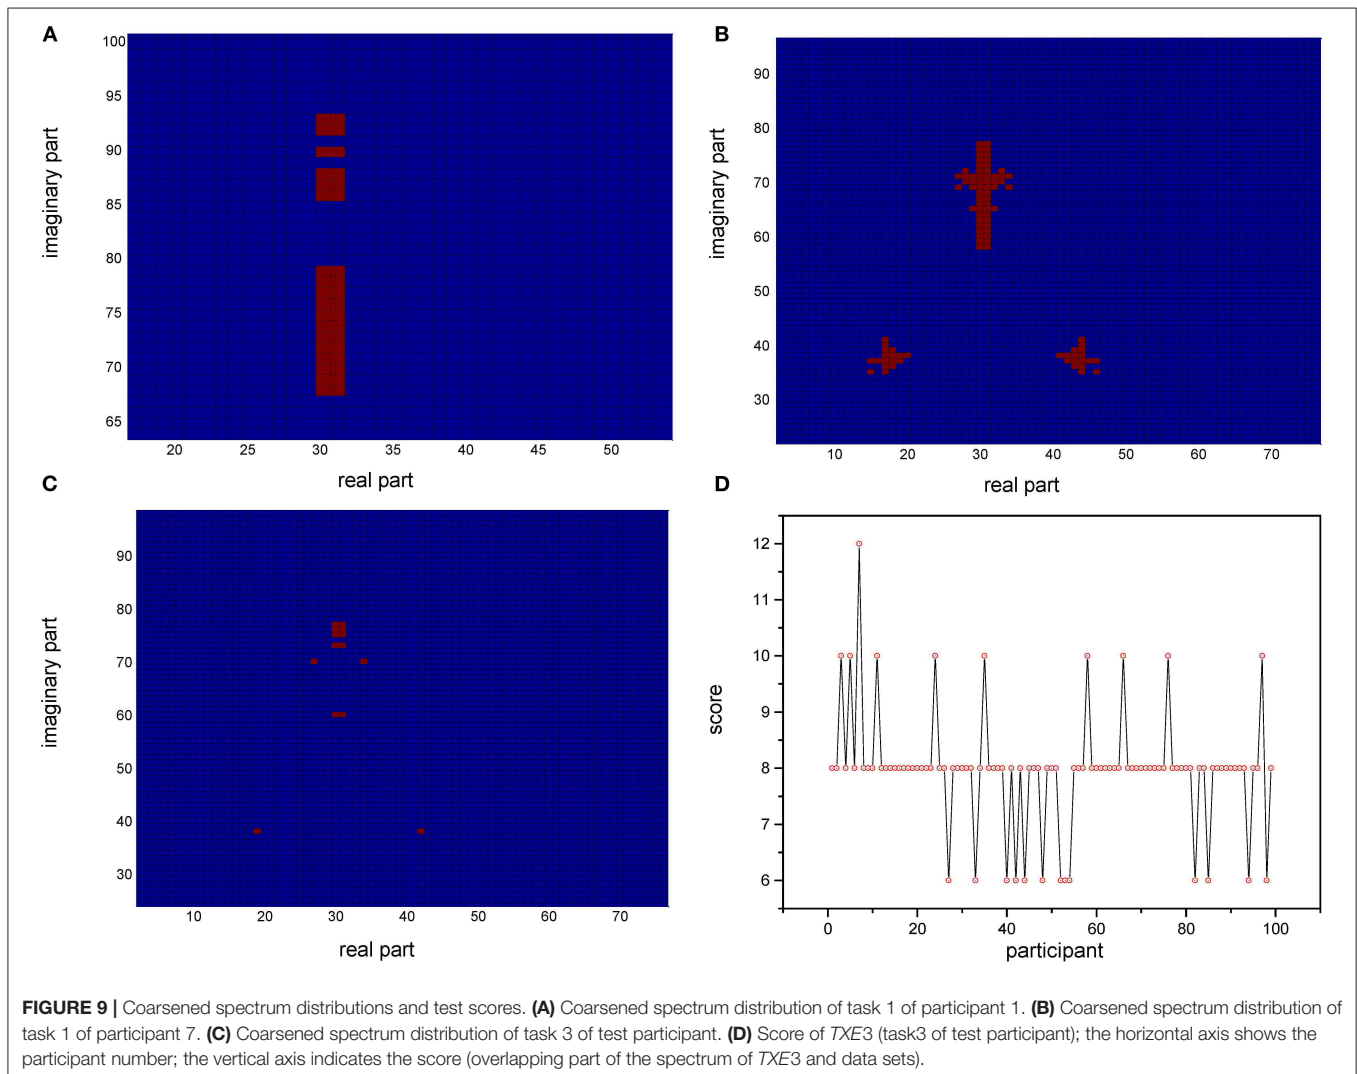 A
100
95
90
85
80
75
70
65
imaginary part
20 25 30 35 40 45 50
real part
B
90
80
70
60
50
40
30
imaginary part
10 20 30 40 50 60 70
real part
C
90
80
70
60
50
40
30
imaginary part
10 20 30 40 50 60 70
real part
D
12
11
10
9
8
7
6
score
0 20 40 60 80 100
participant
FIGURE 9 | Coarsened spectrum distributions and test scores. (A) Coarsened spectrum distribution of task 1 of participant 1. (B) Coarsened spectrum distribution of
task 1 of participant 7. (C) Coarsened spectrum distribution of task 3 of test participant. (D) Score of TXE3 (task3 of test participant); the horizontal axis shows the
participant number; the vertical axis indicates the score (overlapping part of the spectrum of TXE3 and data sets).